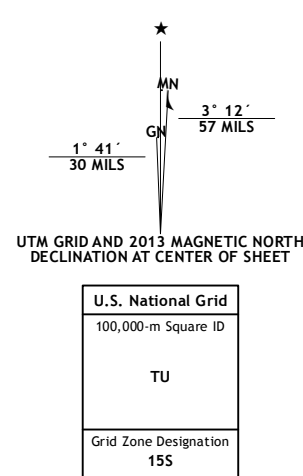 ★
MN
3° 12´
57 MILS
GN
1° 41´
30 MILS
UTM GRID AND 2013 MAGNETIC NORTH
DECLINATION AT CENTER OF SHEET
U.S. National Grid
100,000-m Square ID
TU
Grid Zone Designation
15S